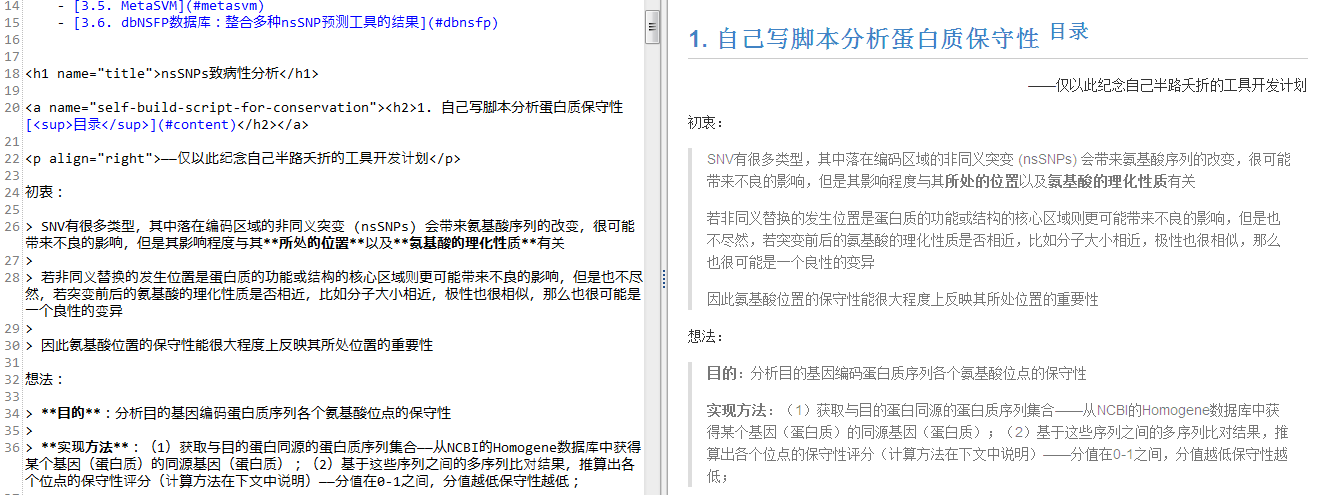 14     - [3.5. MetaSVM](#metasvm)
15     - [3.6. dbNSFP数据库：整合多种nsSNP预测工具的结果](#dbnsfp)
16
17
18 <h1 name="title">nsSNPs致病性分析</h1>
19
20 <a name="self-build-script-for-conservation"><h2>1. 自己写脚本分析蛋白质保守性
[<sup>目录</sup>](#content)</h2></a>
21
22 <p align="right">——仅以此纪念自己半路夭折的工具开发计划</p>
23
24 初衷：
25
26 > SNV有很多类型，其中落在编码区域的非同义突变 (nsSNPs) 会带来氨基酸序列的改变，很可能
带来不良的影响，但是其影响程度与其**所处的位置**以及**氨基酸的理化性质**有关
27 >
28 > 若非同义替换的发生位置是蛋白质的功能或结构的核心区域则更可能带来不良的影响，但是也不尽
然，若突变前后的氨基酸的理化性质是否相近，比如分子大小相近，极性也很相似，那么也很可能是
一个良性的变异
29 >
30 > 因此氨基酸位置的保守性能很大程度上反映其所处位置的重要性
31
32 想法：
33
34 > **目的**：分析目的基因编码蛋白质序列各个氨基酸位点的保守性
35 >
36 > **实现方法**：（1）获取与目的蛋白同源的蛋白质序列集合——从NCBI的Homogene数据库中获得
某个基因（蛋白质）的同源基因（蛋白质）；（2）基于这些序列之间的多序列比对结果，推算出各
个位点的保守性评分（计算方法在下文中说明）——分值在0-1之间，分值越低保守性越低；
1. 自己写脚本分析蛋白质保守性 目录
——仅以此纪念自己半路夭折的工具开发计划
初衷：
SNV有很多类型，其中落在编码区域的非同义突变 (nsSNPs) 会带来氨基酸序列的改变，很可能
带来不良的影响，但是其影响程度与其所处的位置以及氨基酸的理化性质有关
若非同义替换的发生位置是蛋白质的功能或结构的核心区域则更可能带来不良的影响，但是也
不尽然，若突变前后的氨基酸的理化性质是否相近，比如分子大小相近，极性也很相似，那么
也很可能是一个良性的变异
因此氨基酸位置的保守性能很大程度上反映其所处位置的重要性
想法：
目的：分析目的基因编码蛋白质序列各个氨基酸位点的保守性
实现方法：（1）获取与目的蛋白同源的蛋白质序列集合——从NCBI的Homogene数据库中获
得某个基因（蛋白质）的同源基因（蛋白质）；（2）基于这些序列之间的多序列比对结果，推
算出各个位点的保守性评分（计算方法在下文中说明）——分值在0-1之间，分值越低保守性越
低；